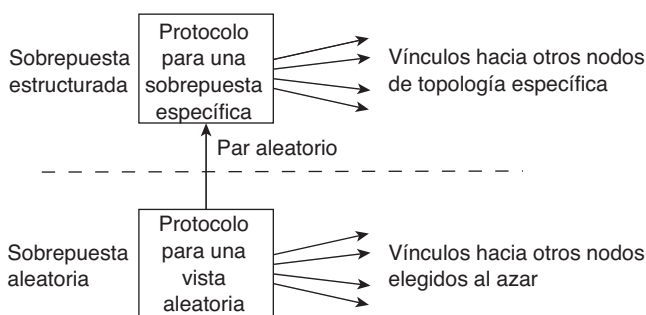 Sobrepuesta
estructurada
Protocolo
para una
sobrepuesta
específica
Vínculos hacia otros nodos
de topología específica
Par aleatorio
Sobrepuesta
aleatoria
Protocolo
para una
vista
aleatoria
Vínculos hacia otros nodos
elegidos al azar